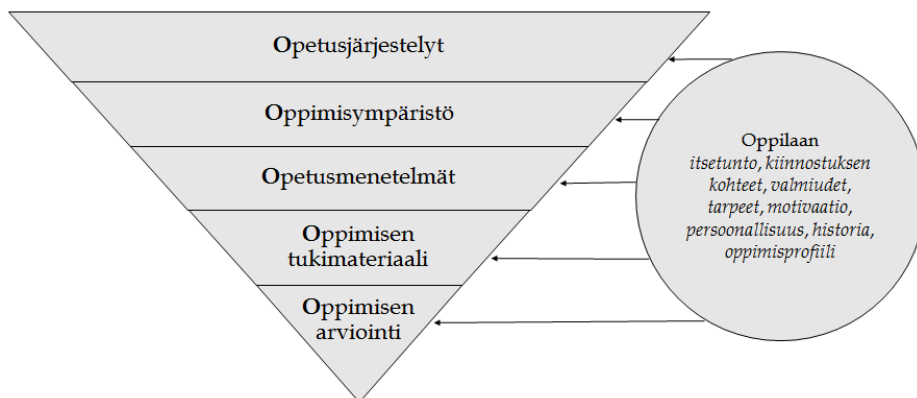 Opetusjärjestelyt
Oppimisympäristö
Opetusmenetelmät
Oppimisen
tukimateriaali
Oppimisen
arviointi
Oppilaan
itsetunto, kiinnostuksen
kohteet, valmiudet,
tarpeet, motivaatio,
persoonallisuus, historia,
oppimisprofiili